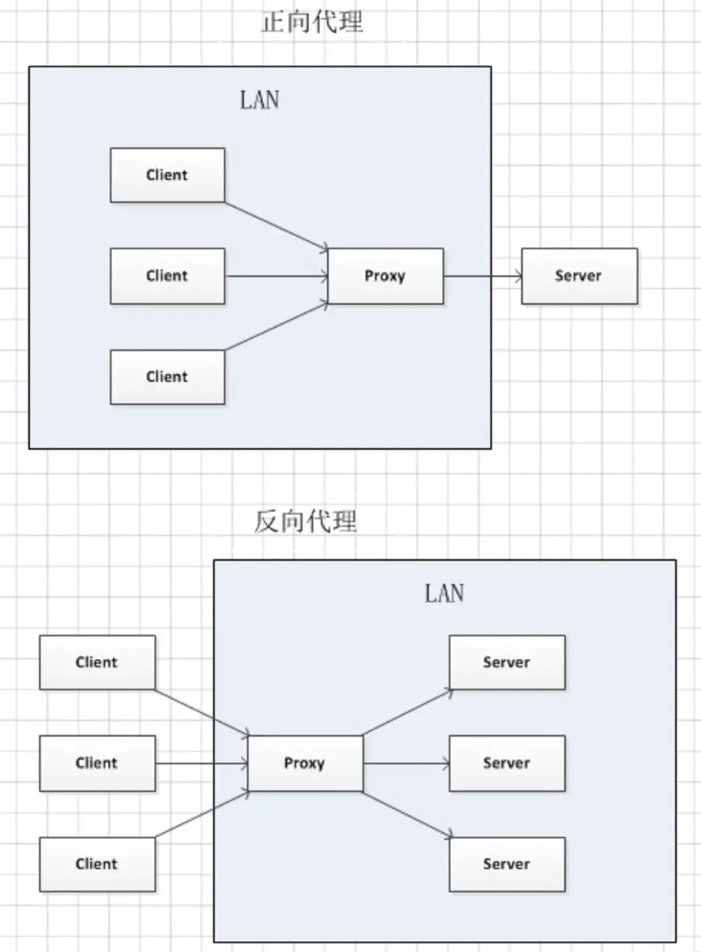 正向代理
LAN
Client
Client
Proxy
Server
Client
反向代理
LAN
Client
Server
Client
Proxy
Server
Client
Server